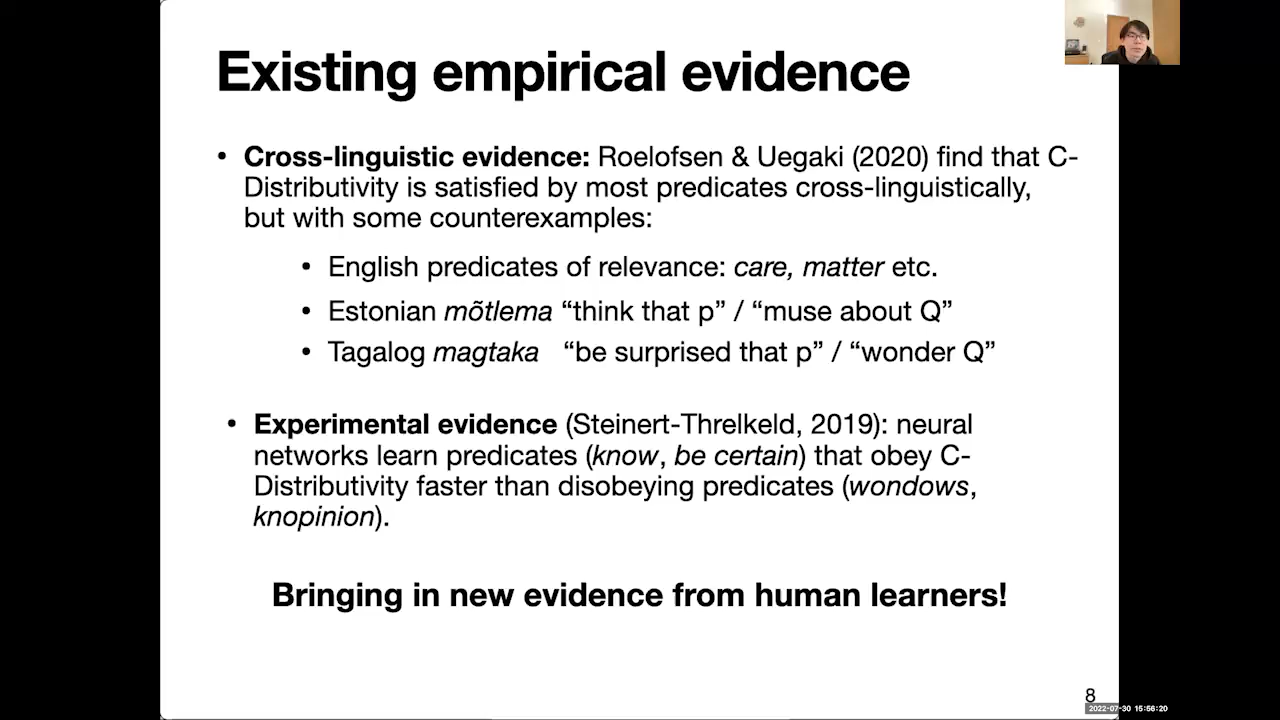 Existing empirical evidence
• Cross-linguistic evidence: Roelofsen & Uegaki (2020) find that C-
Distributivity is satisfied by most predicates cross-linguistically,
but with some counterexamples:
• English predicates of relevance: care, matter etc.
• Estonian mõtlema “think that p” / “muse about Q”
• Tagalog magtaka “be surprised that p” / “wonder Q”
• Experimental evidence (Steinert-Threlkeld, 2019): neural
networks learn predicates (know, be certain) that obey C-
Distributivity faster than disobeying predicates (wondows,
knopinion).
Bringing in new evidence from human learners!
8
2022-07-30 15:56:20